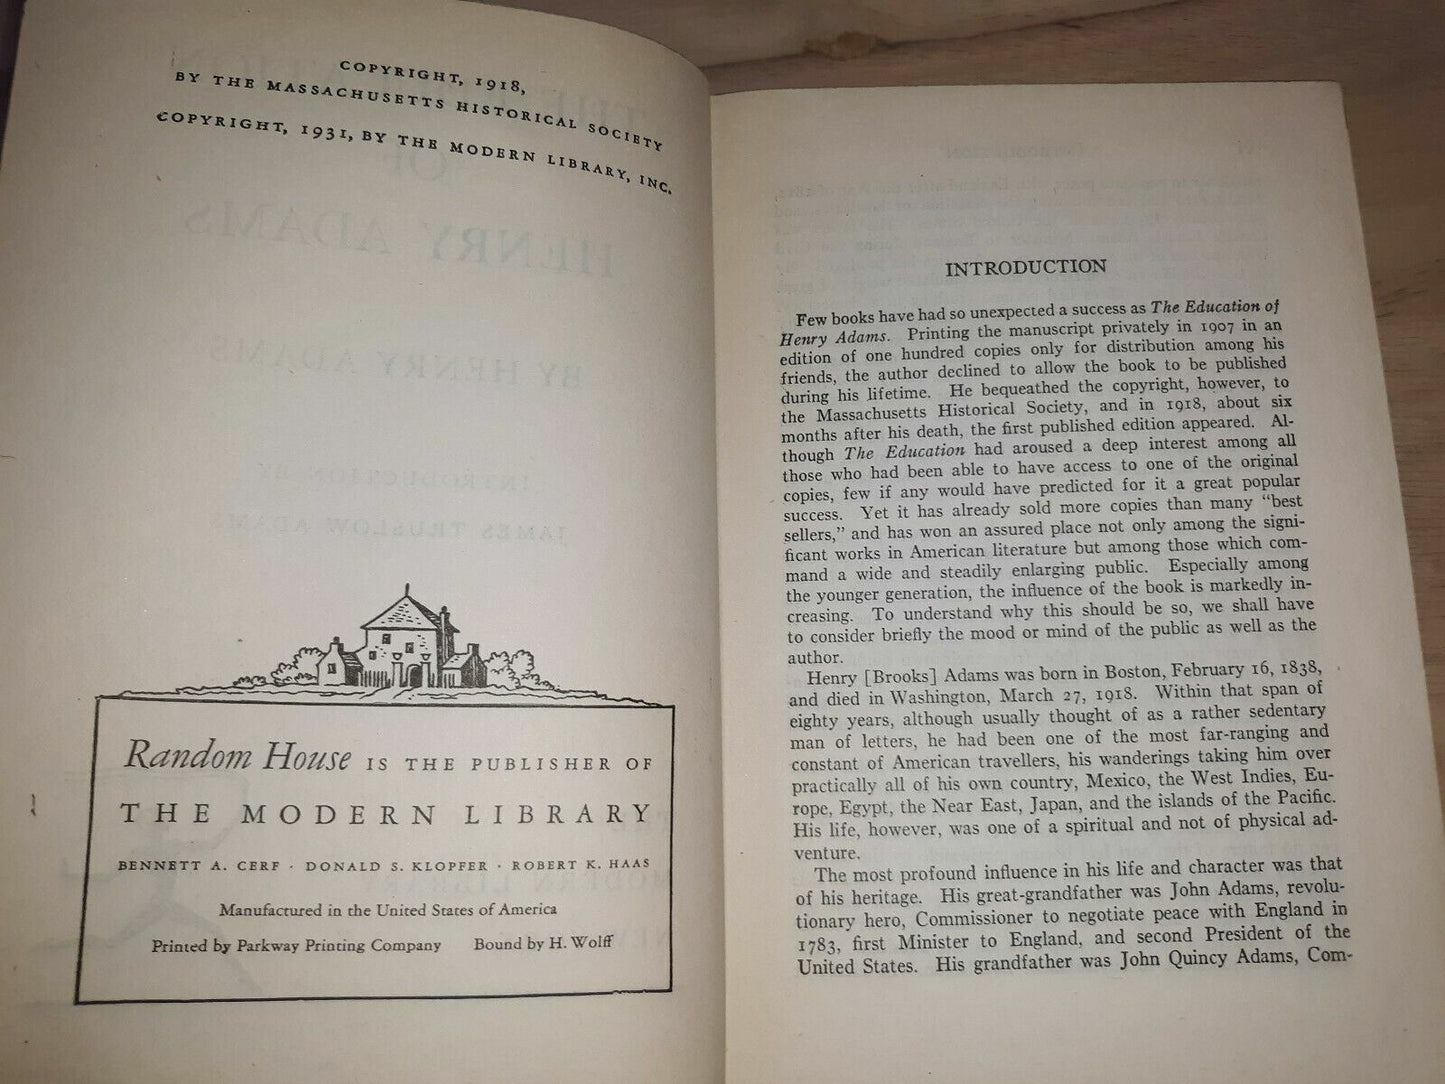 COPYRIGHT, 1918,
BY THE MASSACHUSETTS HISTORICAL SOCIETY
COPYRIGHT, 1931, BY THE MODERN LIBRARY, INC.
Random House IS THE PUBLISHER OF
THE MODERN LIBRARY
BENNETT A. CERF · DONALD S. KLOPFER · ROBERT K. HAAS
Manufactured in the United States of America
Printed by Parkway Printing Company Bound by H. Wolff
INTRODUCTION
Few books have had so unexpected a success as The Education of
Henry Adams. Printing the manuscript privately in 1907 in an
edition of one hundred copies only for distribution among his
friends, the author declined to allow the book to be published
during his lifetime. He bequeathed the copyright, however, to
the Massachusetts Historical Society, and in 1918, about six
months after his death, the first published edition appeared. Al-
though The Education had aroused a deep interest among all
those who had been able to have access to one of the original
copies, few if any would have predicted for it a great popular
success. Yet it has already sold more copies than many "best
sellers," and has won an assured place not only among the signi-
ficant works in American literature but among those which com-
mand a wide and steadily enlarging public. Especially among
the younger generation, the influence of the book is markedly in-
creasing. To understand why this should be so, we shall have
to consider briefly the mood or mind of the public as well as the
author.
Henry [Brooks] Adams was born in Boston, February 16, 1838,
and died in Washington, March 27, 1918. Within that span of
eighty years, although usually thought of as a rather sedentary
man of letters, he had been one of the most far-ranging and
constant of American travellers, his wanderings taking him over
practically all of his own country, Mexico, the West Indies, Eu-
rope, Egypt, the Near East, Japan, and the islands of the Pacific.
His life, however, was one of a spiritual and not of physical ad-
venture.
The most profound influence in his life and character was that
of his heritage. His great-grandfather was John Adams, revolu-
tionary hero, Commissioner to negotiate peace with England in
1783, first Minister to England, and second President of the
United States. His grandfather was John Quincy Adams, Com-